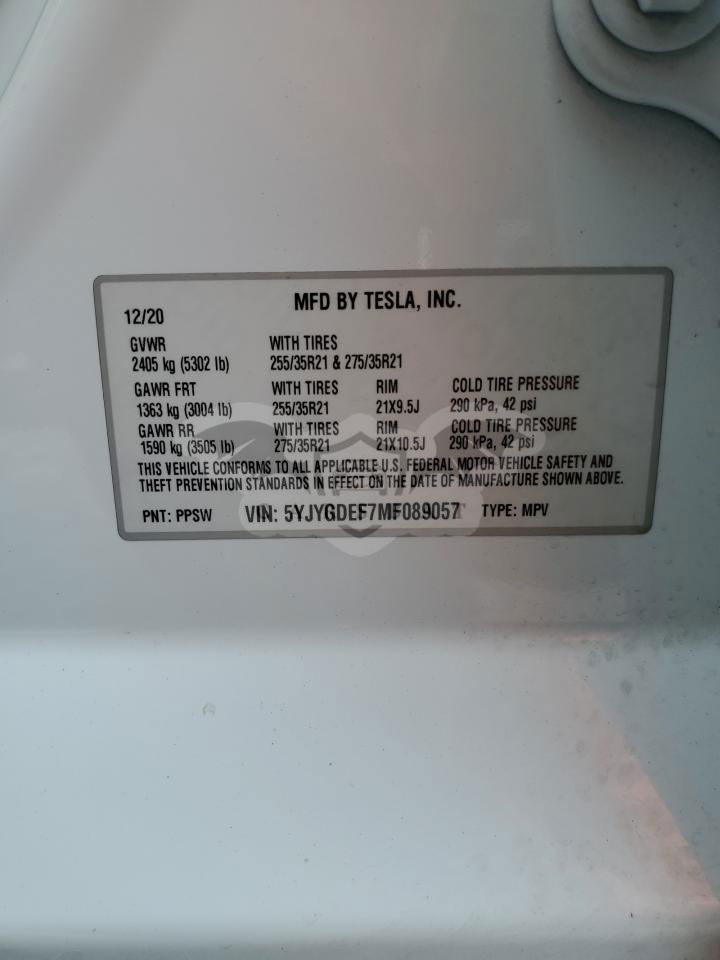 MFD BY TESLA, INC.
12/20
GVWR WITH TIRES
2405 kg (5302 lb) 255/35R21 & 275/35R21
GAWR FRT WITH TIRES RIM COLD TIRE PRESSURE
1363 kg (3004 lb) 255/35R21 21X9.5J 290 kPa, 42 psi
GAWR RR WITH TIRES RIM COLD TIRE PRESSURE
1590 kg (3505 lb) 275/35R21 21X10.5J 290 kPa, 42 psi
THIS VEHICLE CONFORMS TO ALL APPLICABLE U.S. FEDERAL MOTOR VEHICLE SAFETY AND
THEFT PREVENTION STANDARDS IN EFFECT ON THE DATE OF MANUFACTURE SHOWN ABOVE.
PNT: PPSW VIN: 5YJYGDEF7MF089057 TYPE: MPV